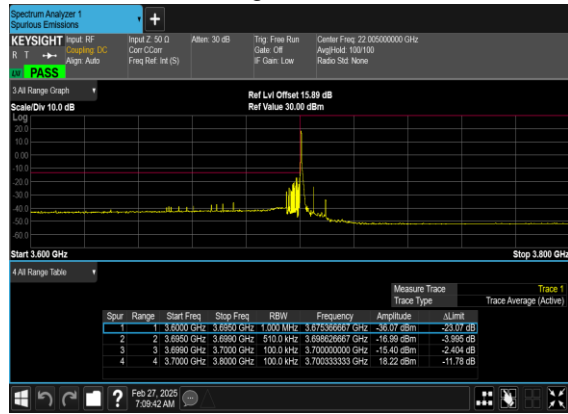 Spectrum Analyzer 1
Spurious Emissions
KEYSIGHT Input: RF Input Z: 50 Ω Atten: 30 dB Trig: Free Run Center Freq: 22.005000000 GHz
R T Coupling: DC Corr CCorr Gate: Off Avg|Hold: 100/100
Align: Auto Freq Ref: Int (S) IF Gain: Low Radio Std: None
PASS
3 All Range Graph
Ref Lvl Offset 15.89 dB
Scale/Div 10.0 dB Ref Value 30.00 dBm
Log
20.0
10.0
0.00
-10.0
-20.0
-30.0
-40.0
-50.0
-60.0
Start 3.600 GHz Stop 3.800 GHz
4 All Range Table
Measure Trace Trace 1
Trace Type Trace Average (Active)
Spur Range Start Freq Stop Freq RBW Frequency Amplitude ΔLimit
1 1 3.6000 GHz 3.6950 GHz 1.000 MHz 3.675366667 GHz -36.07 dBm -23.07 dB
2 2 3.6950 GHz 3.6990 GHz 510.0 kHz 3.698626667 GHz -16.99 dBm -3.995 dB
3 3 3.6990 GHz 3.7000 GHz 100.0 kHz 3.700000000 GHz -15.40 dBm -2.404 dB
4 4 3.7000 GHz 3.8000 GHz 100.0 kHz 3.700333333 GHz 18.22 dBm -11.78 dB
Feb 27, 2025
7:09:42 AM